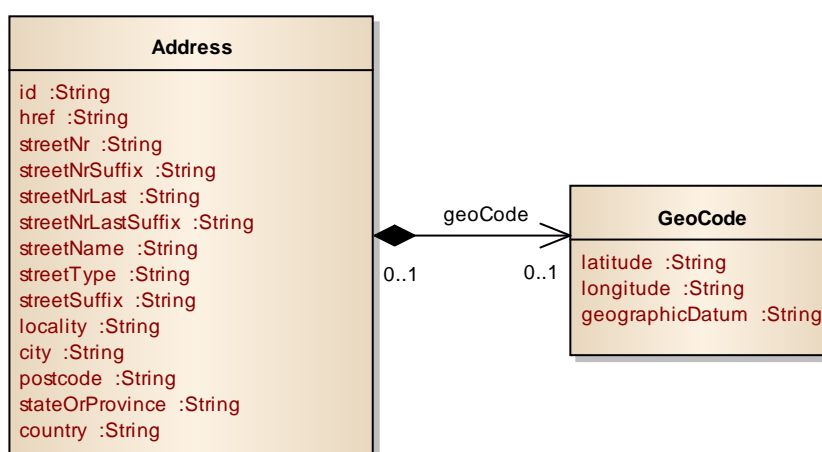 Address
id :String
href :String
streetNr :String
streetNrSuffix :String
streetNrLast :String
streetNrLastSuffix :String
streetName :String
streetType :String
streetSuffix :String
locality :String
city :String
postcode :String
stateOrProvince :String
country :String
geoCode
0..1
0..1
GeoCode
latitude :String
longitude :String
geographicDatum :String